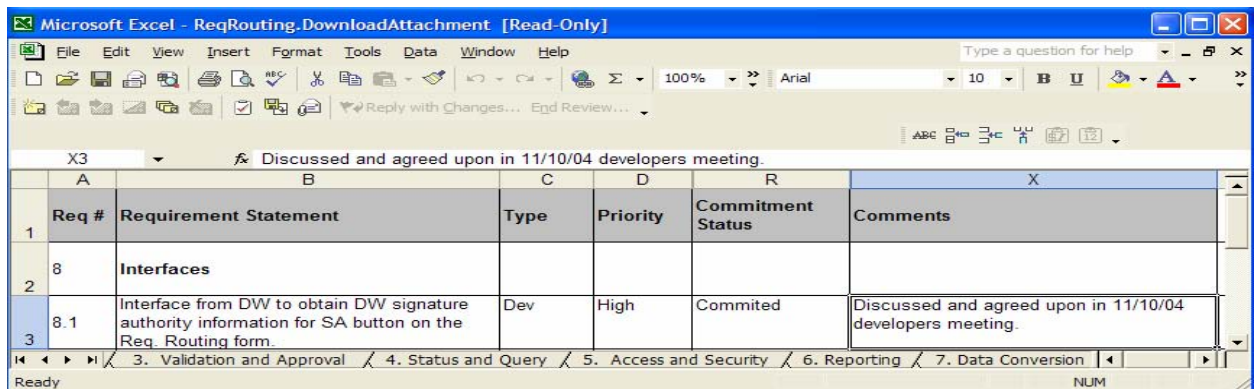 Microsoft Excel - ReqRouting.DownloadAttachment [Read-Only]
File Edit View Insert Format Tools Data Window Help Type a question for help
100% Arial 10 B U A
Reply with Changes... End Review...
ABC 12
X3 fx Discussed and agreed upon in 11/10/04 developers meeting.
A B C D R X
1 Req # Requirement Statement Type Priority Commitment Status Comments
2 8 Interfaces
3 8.1 Interface from DW to obtain DW signature authority information for SA button on the Req. Routing form. Dev High Commited Discussed and agreed upon in 11/10/04 developers meeting.
3. Validation and Approval 4. Status and Query 5. Access and Security 6. Reporting 7. Data Conversion
Ready NUM